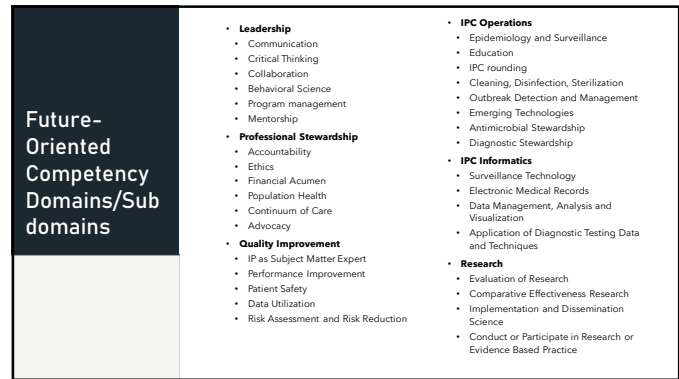 Future-
Oriented
Competency
Domains/Sub
domains
• Leadership
• Communication
• Critical Thinking
• Collaboration
• Behavioral Science
• Program management
• Mentorship
• Professional Stewardship
• Accountability
• Ethics
• Financial Acumen
• Population Health
• Continuum of Care
• Advocacy
• Quality Improvement
• IP as Subject Matter Expert
• Performance Improvement
• Patient Safety
• Data Utilization
• Risk Assessment and Risk Reduction
• IPC Operations
• Epidemiology and Surveillance
• Education
• IPC rounding
• Cleaning, Disinfection, Sterilization
• Outbreak Detection and Management
• Emerging Technologies
• Antimicrobial Stewardship
• Diagnostic Stewardship
• IPC Informatics
• Surveillance Technology
• Electronic Medical Records
• Data Management, Analysis and
Visualization
• Application of Diagnostic Testing Data
and Techniques
• Research
• Evaluation of Research
• Comparative Effectiveness Research
• Implementation and Dissemination
Science
• Conduct or Participate in Research or
Evidence Based Practice